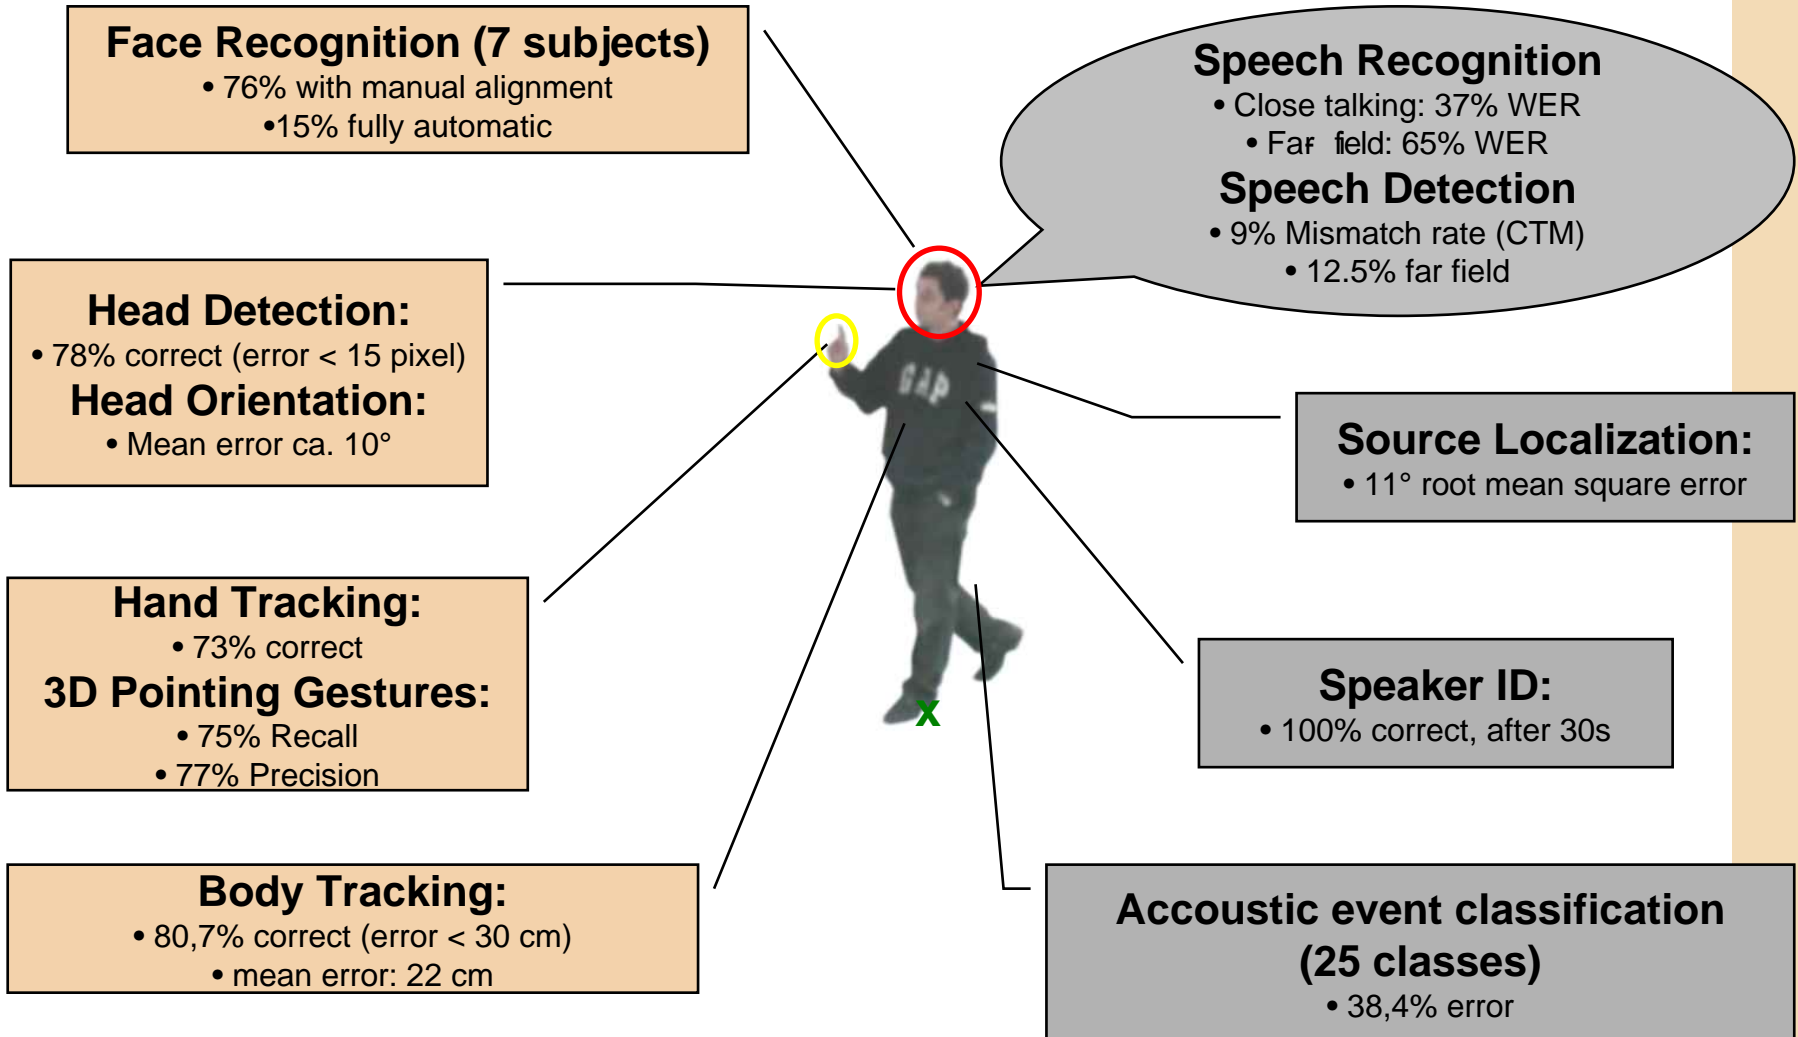 Face Recognition (7 subjects)
• 76% with manual alignment
•15% fully automatic
Speech Recognition
• Close talking: 37% WER
• Far field: 65% WER
Speech Detection
• 9% Mismatch rate (CTM)
• 12.5% far field
Head Detection:
• 78% correct (error < 15 pixel)
Head Orientation:
• Mean error ca. 10°
GAP
Source Localization:
• 11° root mean square error
Hand Tracking:
• 73% correct
3D Pointing Gestures:
• 75% Recall
• 77% Precision
Speaker ID:
• 100% correct, after 30s
x
Body Tracking:
• 80,7% correct (error < 30 cm)
• mean error: 22 cm
Accoustic event classification
(25 classes)
• 38,4% error